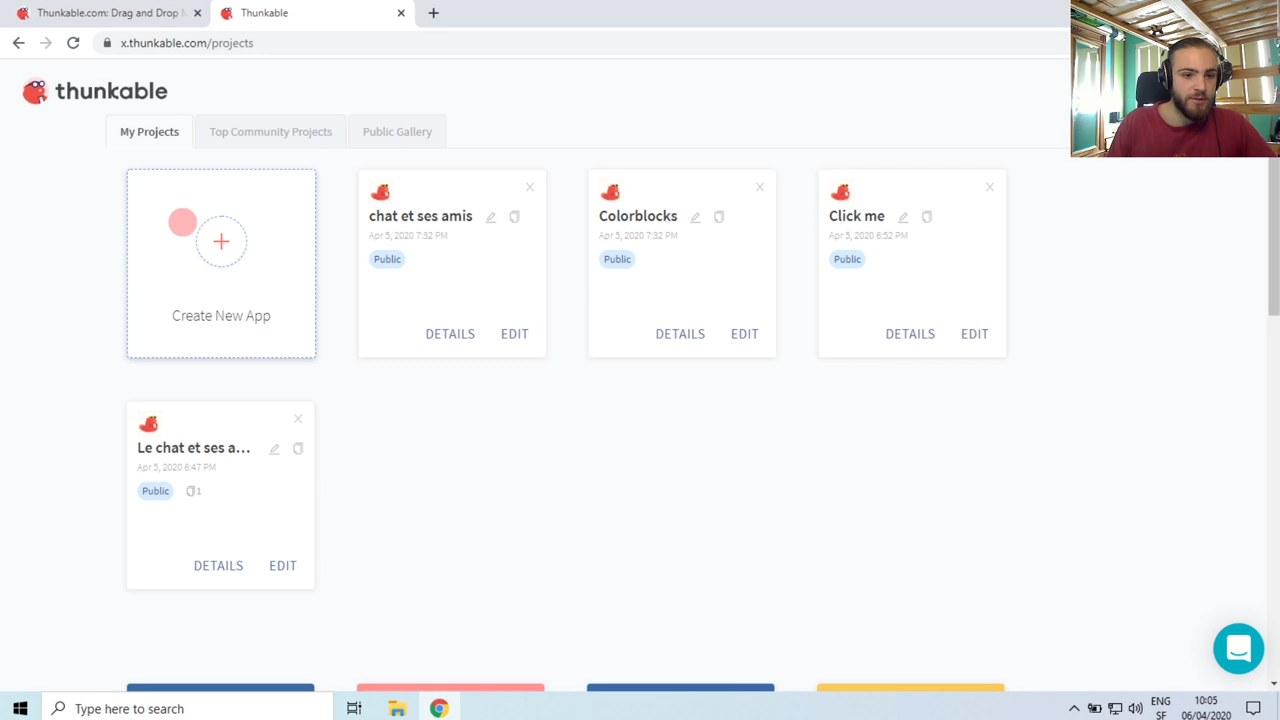 Thunkable.com: Drag and Drop
Thunkable
x.thunkable.com/projects
thunkable
My Projects
Top Community Projects
Public Gallery
Create New App
chat et ses amis
Apr 5, 2020 7:32 PM
Public
DETAILS
EDIT
Colorblocks
Apr 5, 2020 7:32 PM
Public
DETAILS
EDIT
Click me
Apr 5, 2020 6:52 PM
Public
DETAILS
EDIT
Le chat et ses a...
Apr 5, 2020 6:47 PM
Public
1
DETAILS
EDIT
Type here to search
ENG
SF
10:05
06/04/2020